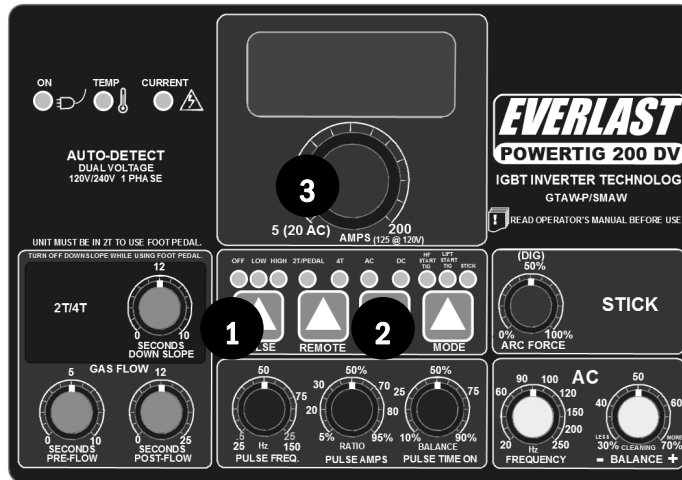 ON
TEMP
CURRENT
AUTO-DETECT
DUAL VOLTAGE
120V/240V 1 PHASE
3
5 (20 AC)
200
AMPS (125 @ 120V)
EVERLAST
POWERTIG 200 DV
IGBT INVERTER TECHNOLOG
GTAW-P/SMAW
READ OPERATOR'S MANUAL BEFORE USE
UNIT MUST BE IN 2T TO USE FOOT PEDAL.
TURN OFF DOWNSLOPE WHILE USING FOOT PEDAL.
12
2T/4T
0
10
SECONDS
DOWN SLOPE
GAS FLOW
5
12
0
10
0
25
SECONDS
PRE-FLOW
SECONDS
POST-FLOW
OFF
LOW
HIGH
2T/PEDAL
4T
AC
DC
HF
START
TIG
LIFT
START
TIG
STICK
1
LSE
REMOTE
2
MODE
50
75
.5
25
25
150
Hz
PULSE FREQ.
50%
30
70
20
80
5%
95%
RATIO
PULSE AMPS
50%
25
75
10%
90%
BALANCE
PULSE TIME ON
(DIG)
50%
STICK
0%
100%
ARC FORCE
AC
90
100
60
120
150
200
20
250
Hz
FREQUENCY
50
40
60
LESS
30%
MORE
70%
CLEANING
- BALANCE +